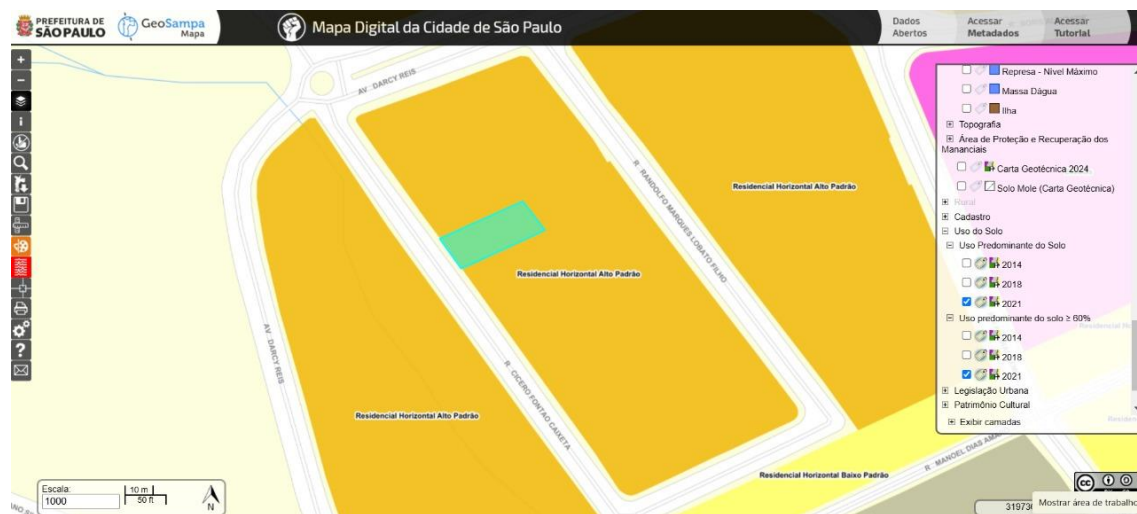 PREFEITURA DE
SÃO PAULO
GeoSampa
Mapa
Mapa Digital da Cidade de São Paulo
Dados
Abertos
Acessar
Metadados
Acessar
Tutorial
AV DARCY REIS
R RANDOLFO MARQUES LOBATO FILHO
Residencial Horizontal Alto Padrão
Residencial Horizontal Alto Padrão
AV DARCY REIS
R CICERO FONTAO CAIXETA
Residencial Horizontal Alto Padrão
Residencial Horizontal Baixo Padrão
R MANOEL DIAS
Represa - Nível Máximo
Massa Dágua
Ilha
Topografia
Área de Proteção e Recuperação dos
Mananciais
Carta Geotécnica 2024
Solo Mole (Carta Geotécnica)
Rural
Cadastro
Uso do Solo
Uso Predominante do Solo
2014
2018
2021
Uso predominante do solo ≥ 60%
2014
2018
2021
Legislação Urbana
Patrimônio Cultural
Exibir camadas
Escala:
1000
10 m
50 ft
N
31973
Mostrar área de trabalho